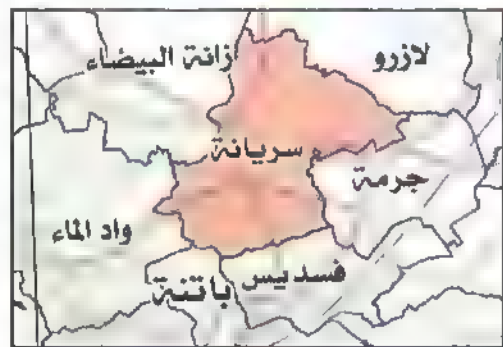 لازرو
زانة البيضاء
سريانة
جرمة
واد الماء
فسديس
باتنة